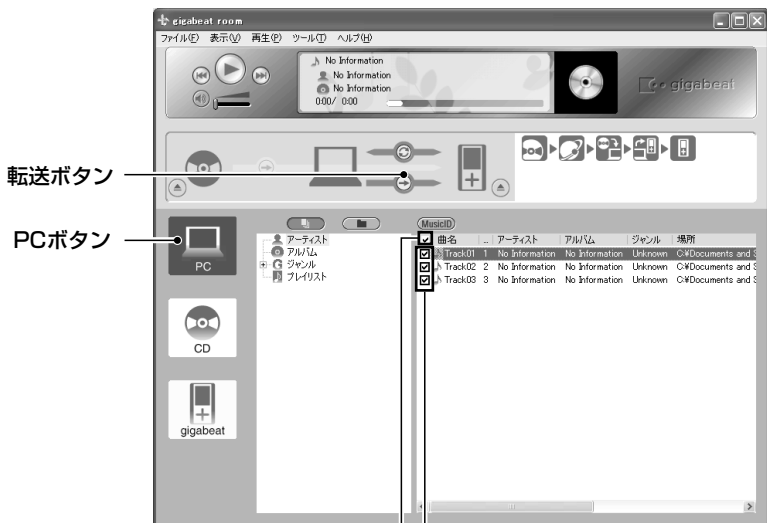 gigabeat room
ファイル(F) 表示(V) 再生(P) ツール(T) ヘルプ(H)
No Information
No Information
No Information
0:00/ 0:00
gigabeat
転送ボタン
PCボタン
PC
CD
gigabeat
アーティスト
アルバム
G ジャンル
プレイリスト
MusicID
曲名 .. アーティスト アルバム ジャンル 場所
Track01 1 No Information No Information Unknown C:¥Documents and S
Track02 2 No Information No Information Unknown C:¥Documents and S
Track03 3 No Information No Information Unknown C:¥Documents and S